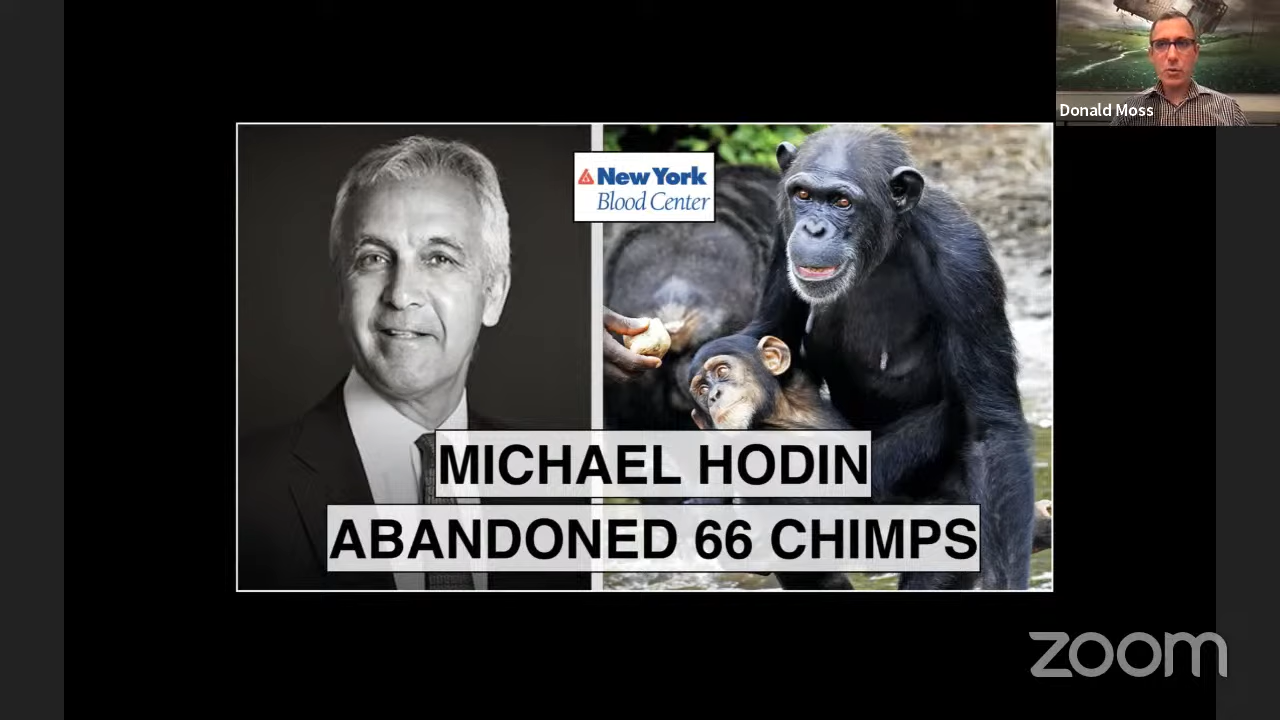 Donald Moss
New York
Blood Center
MICHAEL HODIN
ABANDONED 66 CHIMPS
zoom